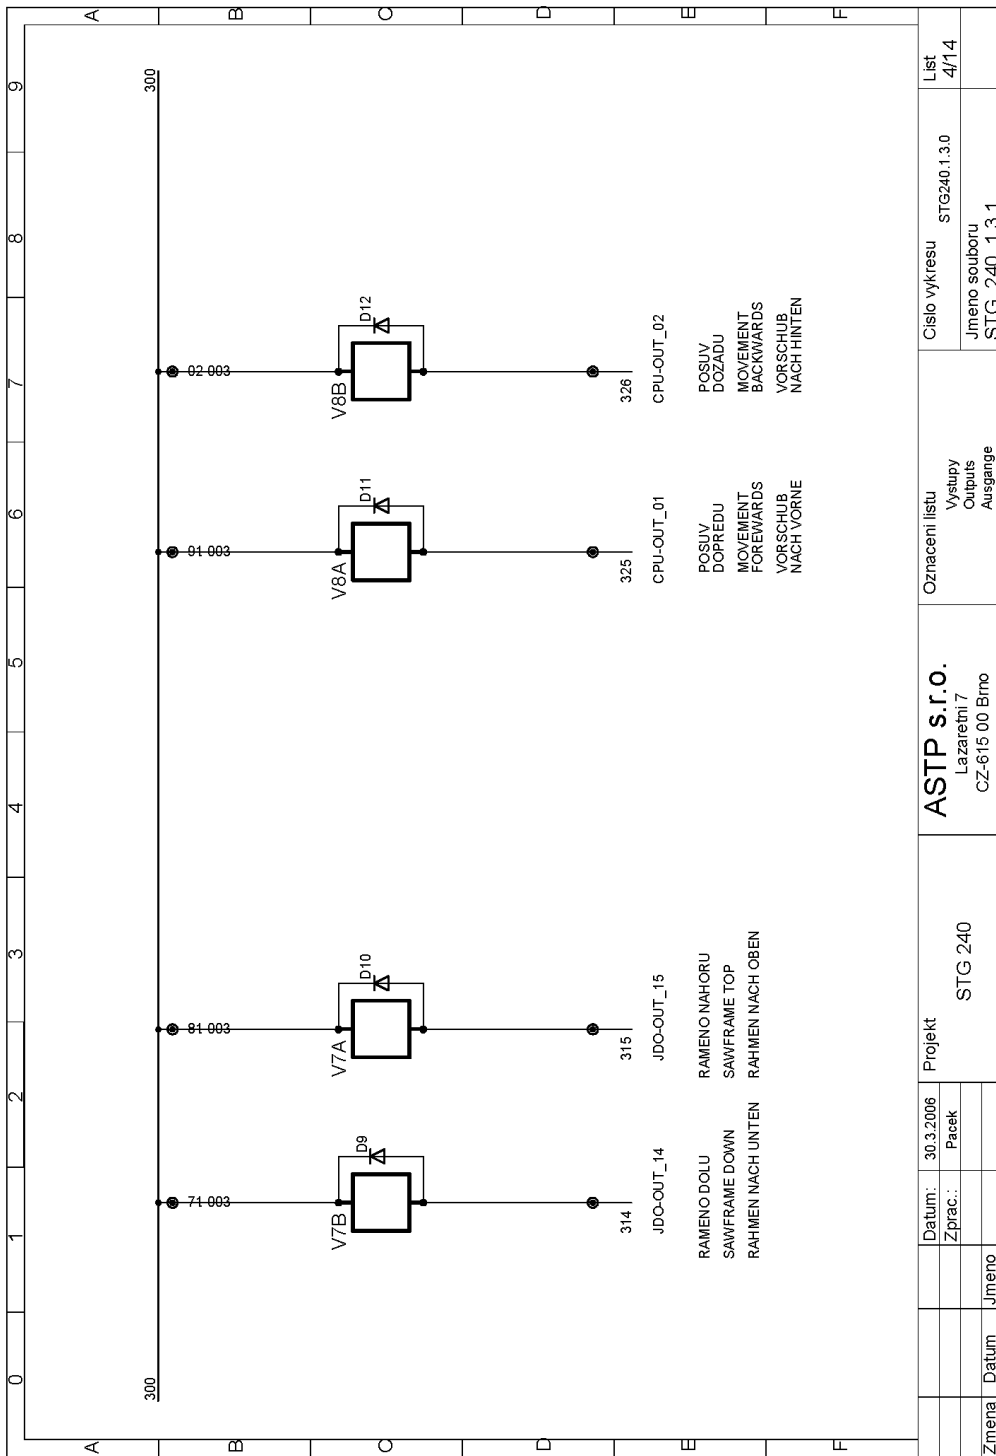 0 1 2 3 4 5 6 7 8 9
A A
B B
C C
D D
E E
F F
300 300
71 003
V7B
D9
314
JDO-OUT_14
RAMENO DOLU
SAWFRAME DOWN
RAHMEN NACH UNTEN
81 003
V7A
D10
315
JDO-OUT_15
RAMENO NAHORU
SAWFRAME TOP
RAHMEN NACH OBEN
91 003
V8A
D11
325
CPU-OUT_01
POSUV
DOPREDU
MOVEMENT
FOREWARDS
VORSCHUB
NACH VORNE
02 003
V8B
D12
326
CPU-OUT_02
POSUV
DOZADU
MOVEMENT
BACKWARDS
VORSCHUB
NACH HINTEN
Zmena Datum Jmeno
Datum: 30.3.2006
Zprac.: Pacek
Projekt
STG 240
ASTP s.r.o.
Lazaretni 7
CZ-615 00 Brno
Oznaceni listu
Vystupy
Outputs
Ausgange
Cislo vykresu
STG240.1.3.0
Jmeno souboru
STG_240_1.3.1
List
4/14